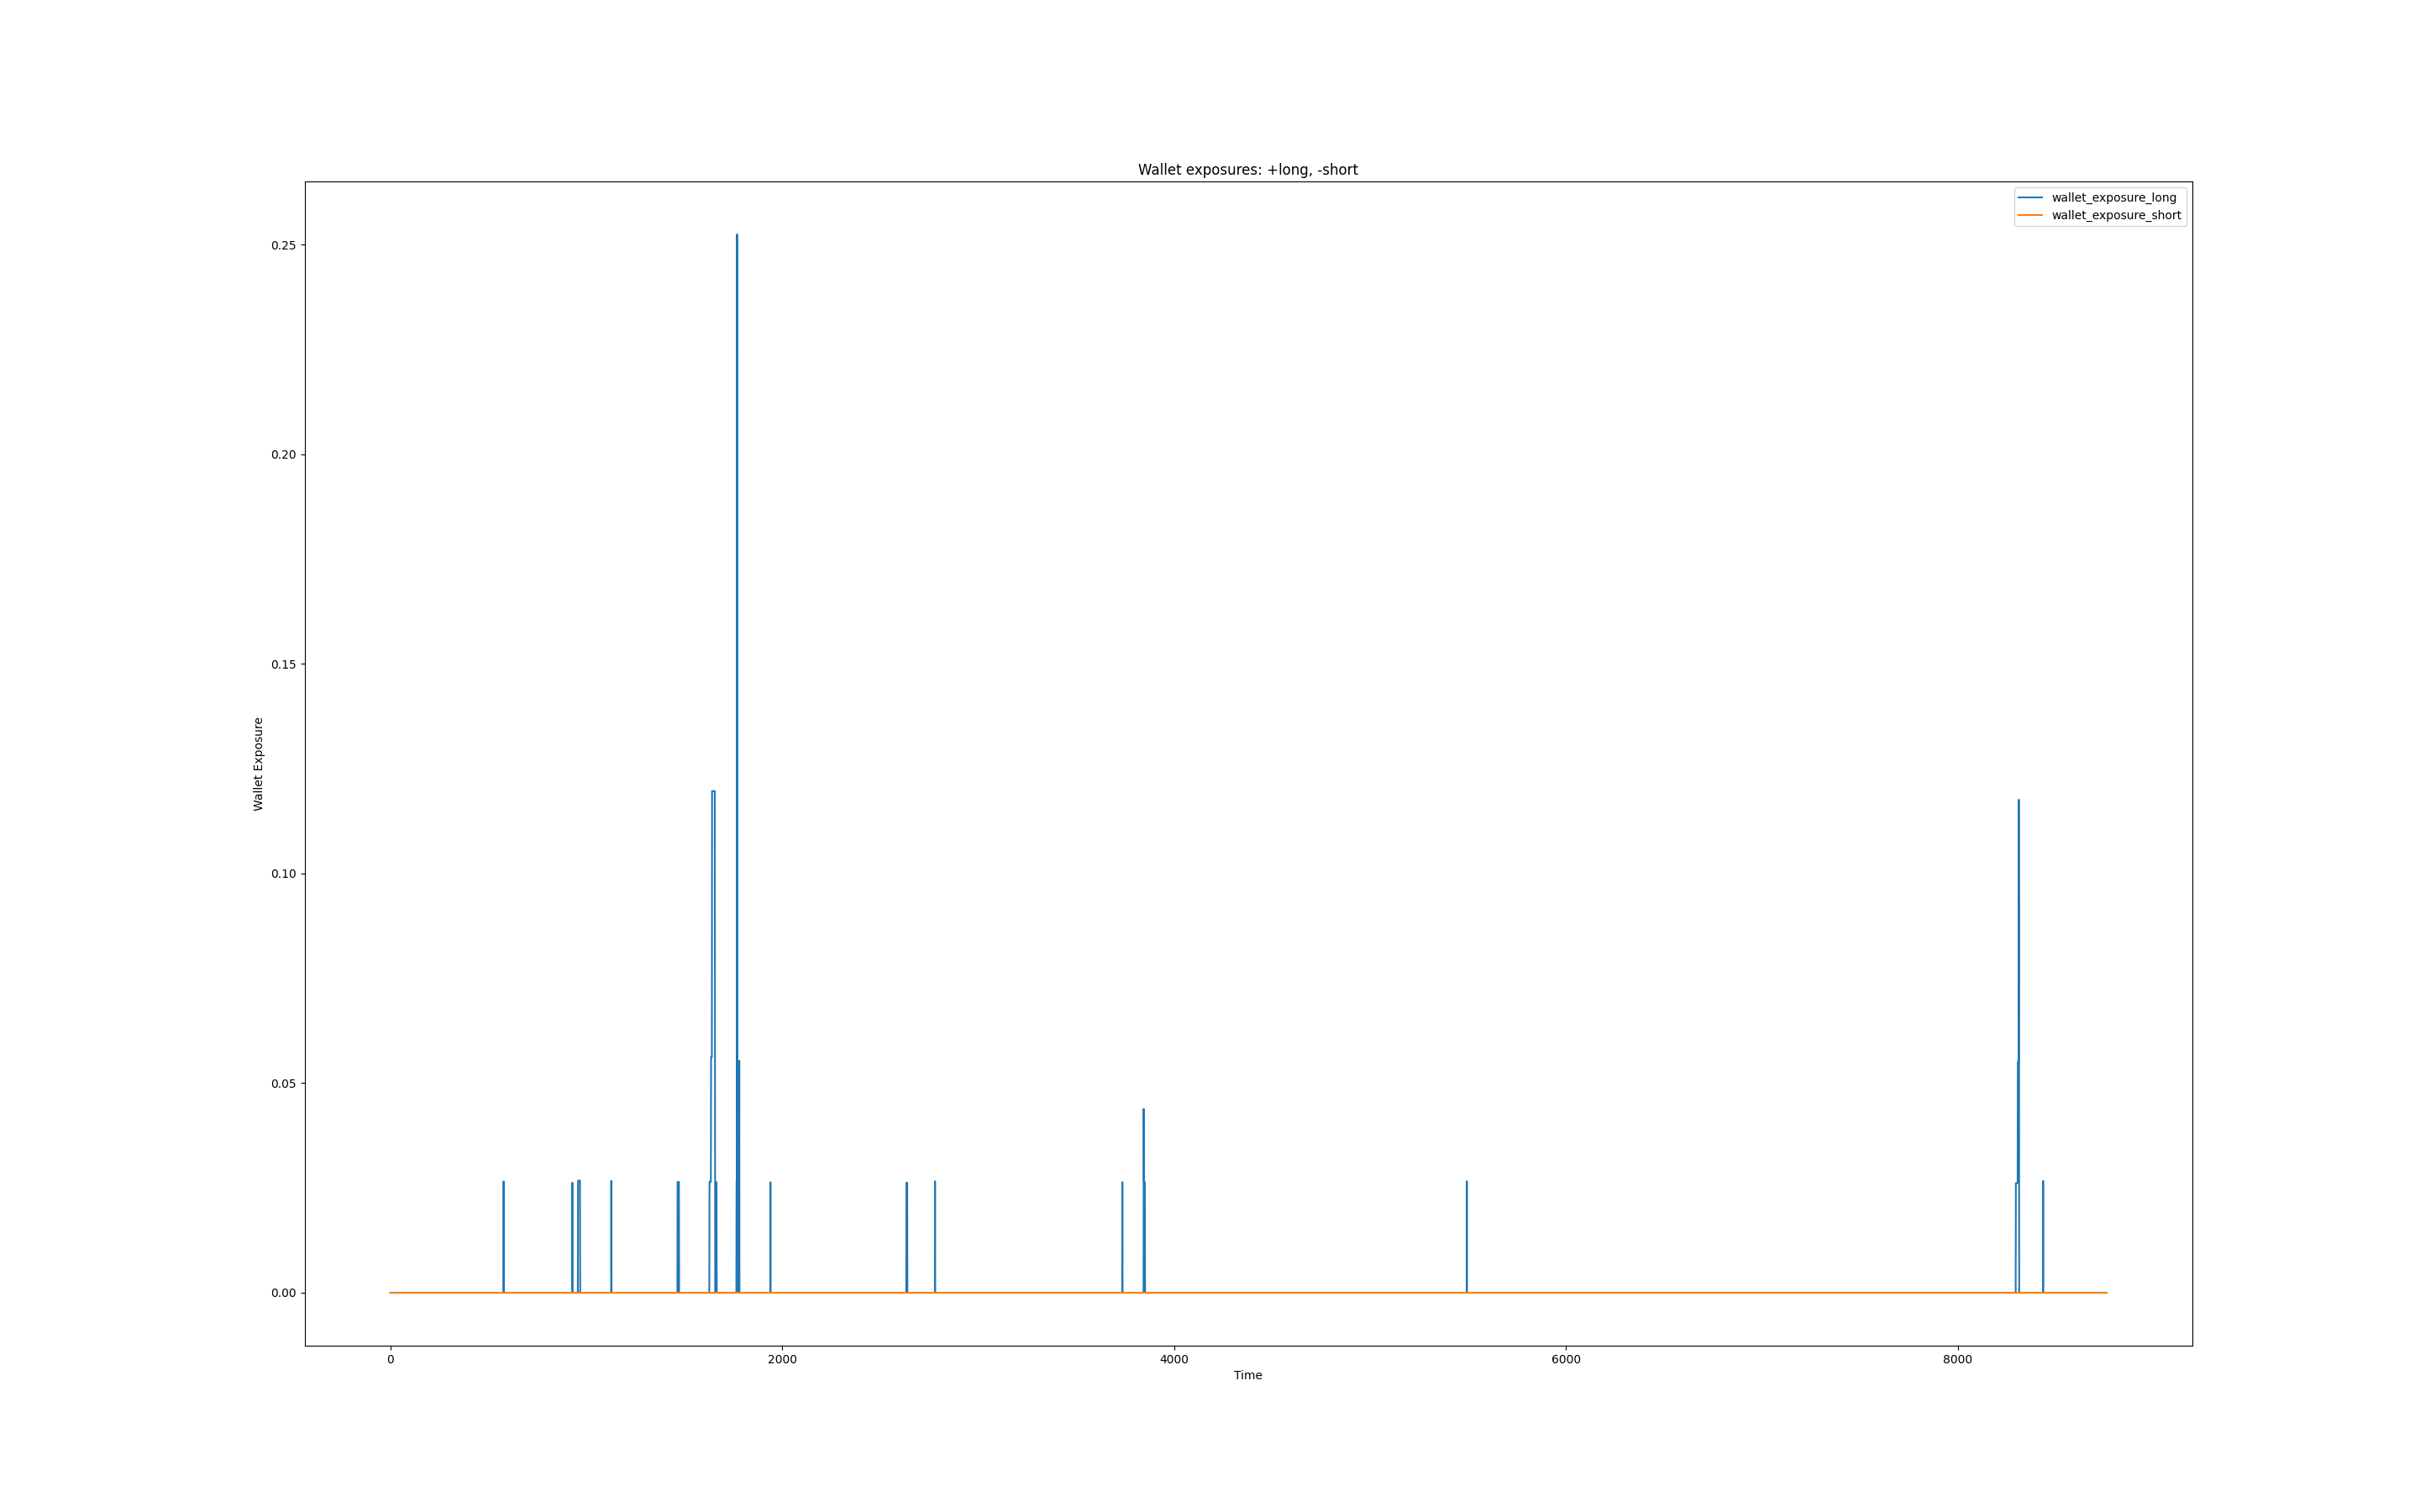 Wallet exposures: +long, -short
wallet_exposure_long
wallet_exposure_short
0.25
0.20
0.15
0.10
0.05
0.00
Wallet Exposure
0 2000 4000 6000 8000
Time